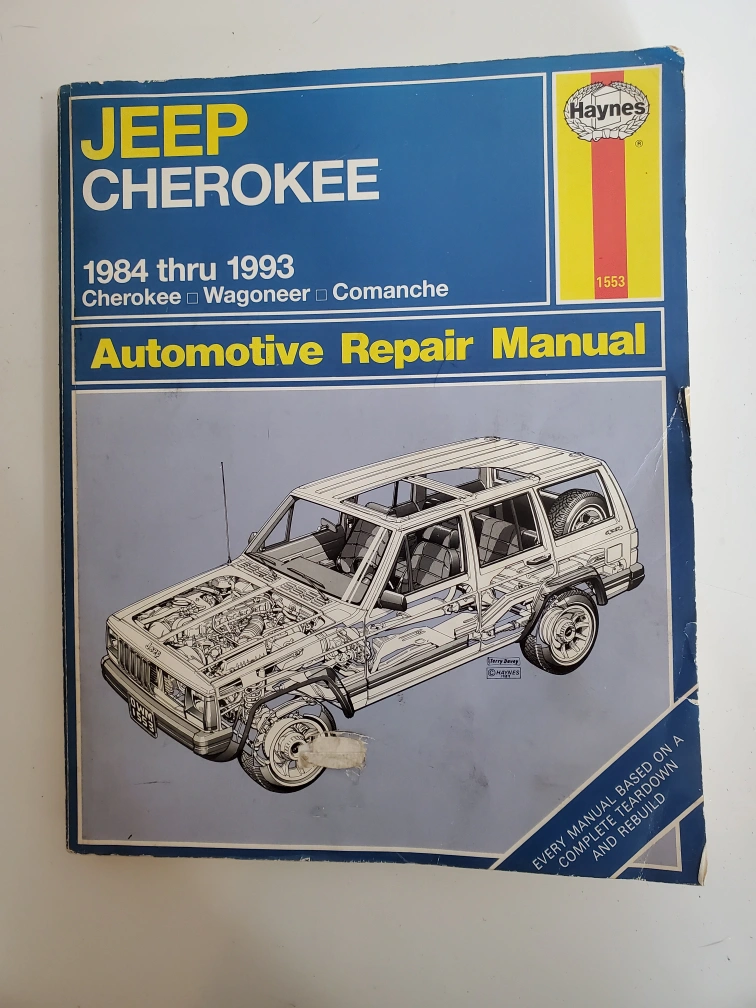 JEEP
CHEROKEE
Haynes
®
1984 thru 1993
Cherokee □ Wagoneer □ Comanche
1553
Automotive Repair Manual
Jeep
Terry Davey
© HAYNES
EVERY MANUAL BASED ON A
COMPLETE TEARDOWN
AND REBUILD